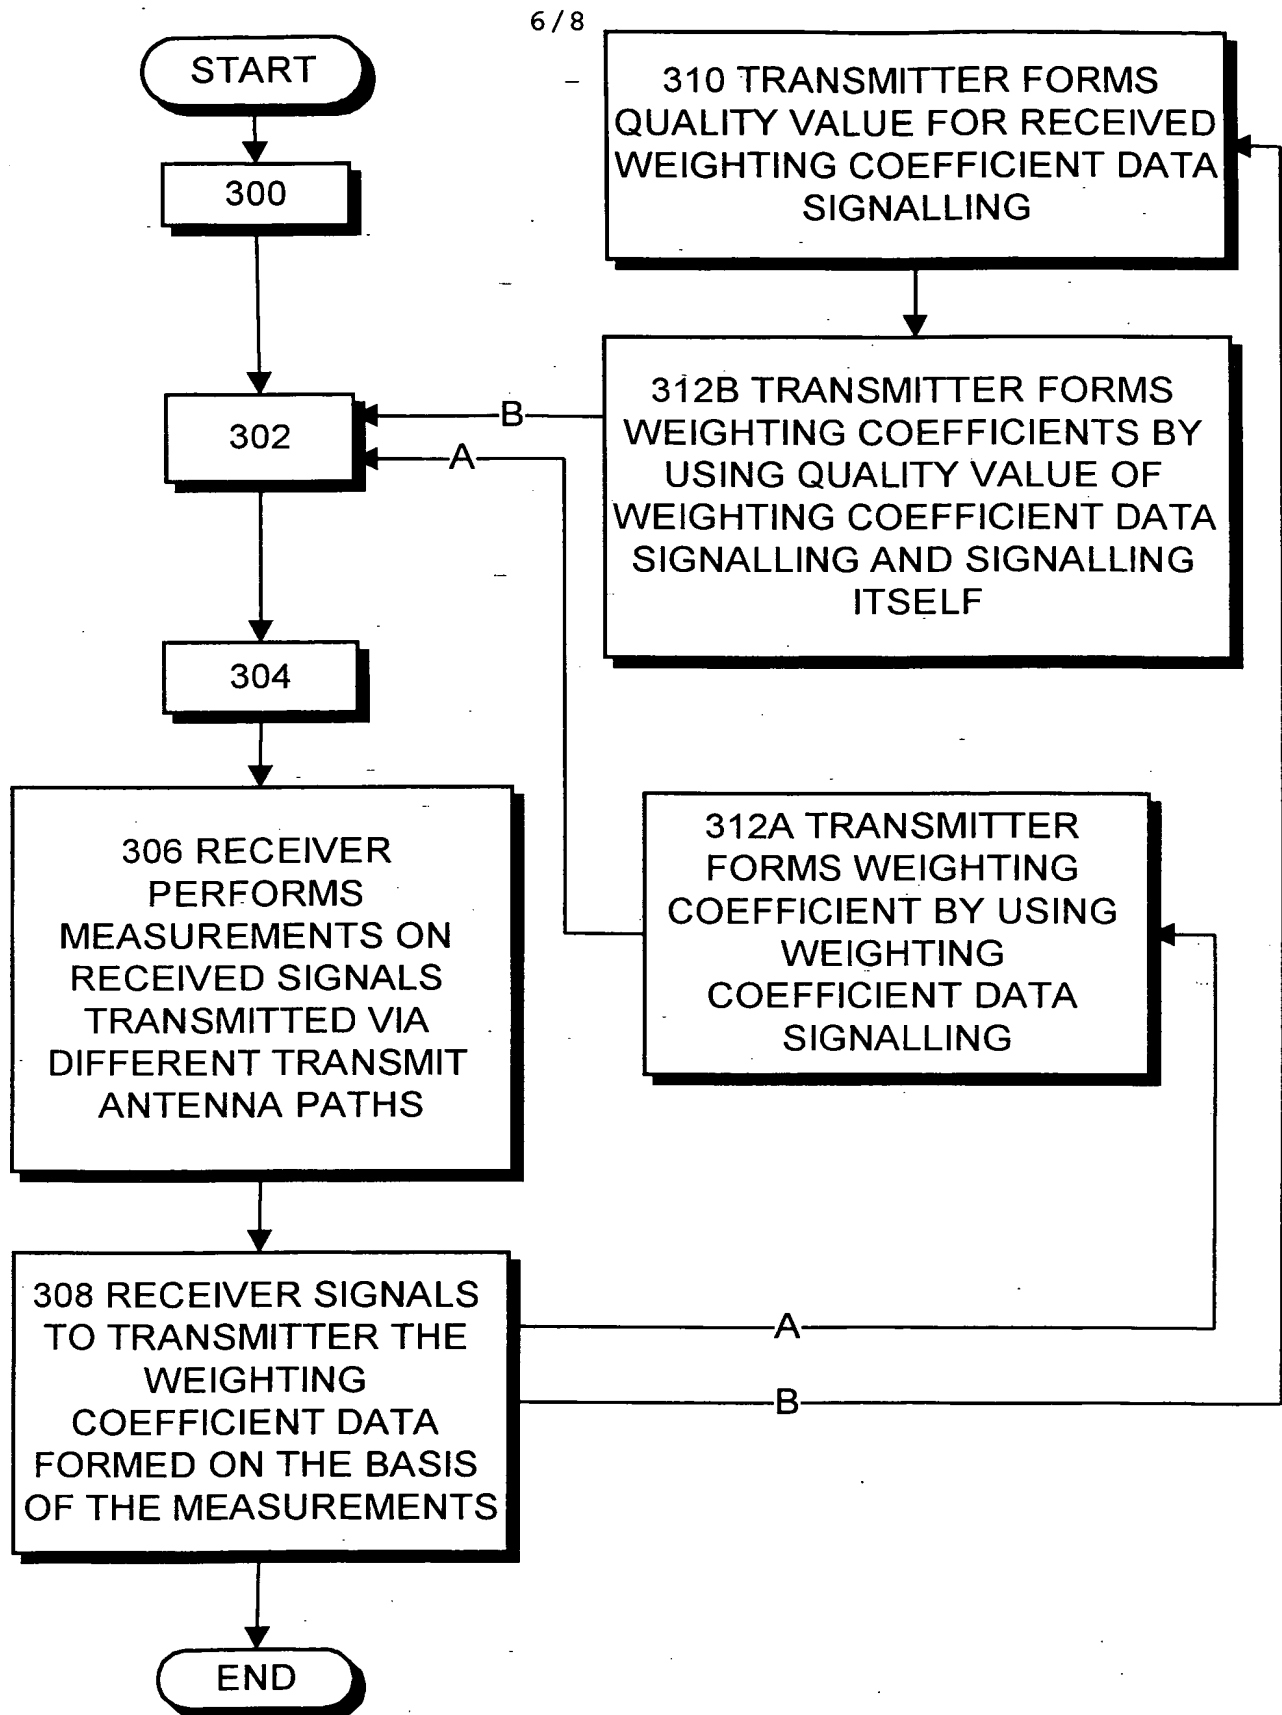 6/8
START
300
302
304
306 RECEIVER
PERFORMS
MEASUREMENTS ON
RECEIVED SIGNALS
TRANSMITTED VIA
DIFFERENT TRANSMIT
ANTENNA PATHS
308 RECEIVER SIGNALS
TO TRANSMITTER THE
WEIGHTING
COEFFICIENT DATA
FORMED ON THE BASIS
OF THE MEASUREMENTS
END
310 TRANSMITTER FORMS
QUALITY VALUE FOR RECEIVED
WEIGHTING COEFFICIENT DATA
SIGNALLING
312B TRANSMITTER FORMS
WEIGHTING COEFFICIENTS BY
USING QUALITY VALUE OF
WEIGHTING COEFFICIENT DATA
SIGNALLING AND SIGNALLING
ITSELF
B
A
312A TRANSMITTER
FORMS WEIGHTING
COEFFICIENT BY USING
WEIGHTING
COEFFICIENT DATA
SIGNALLING
A
B